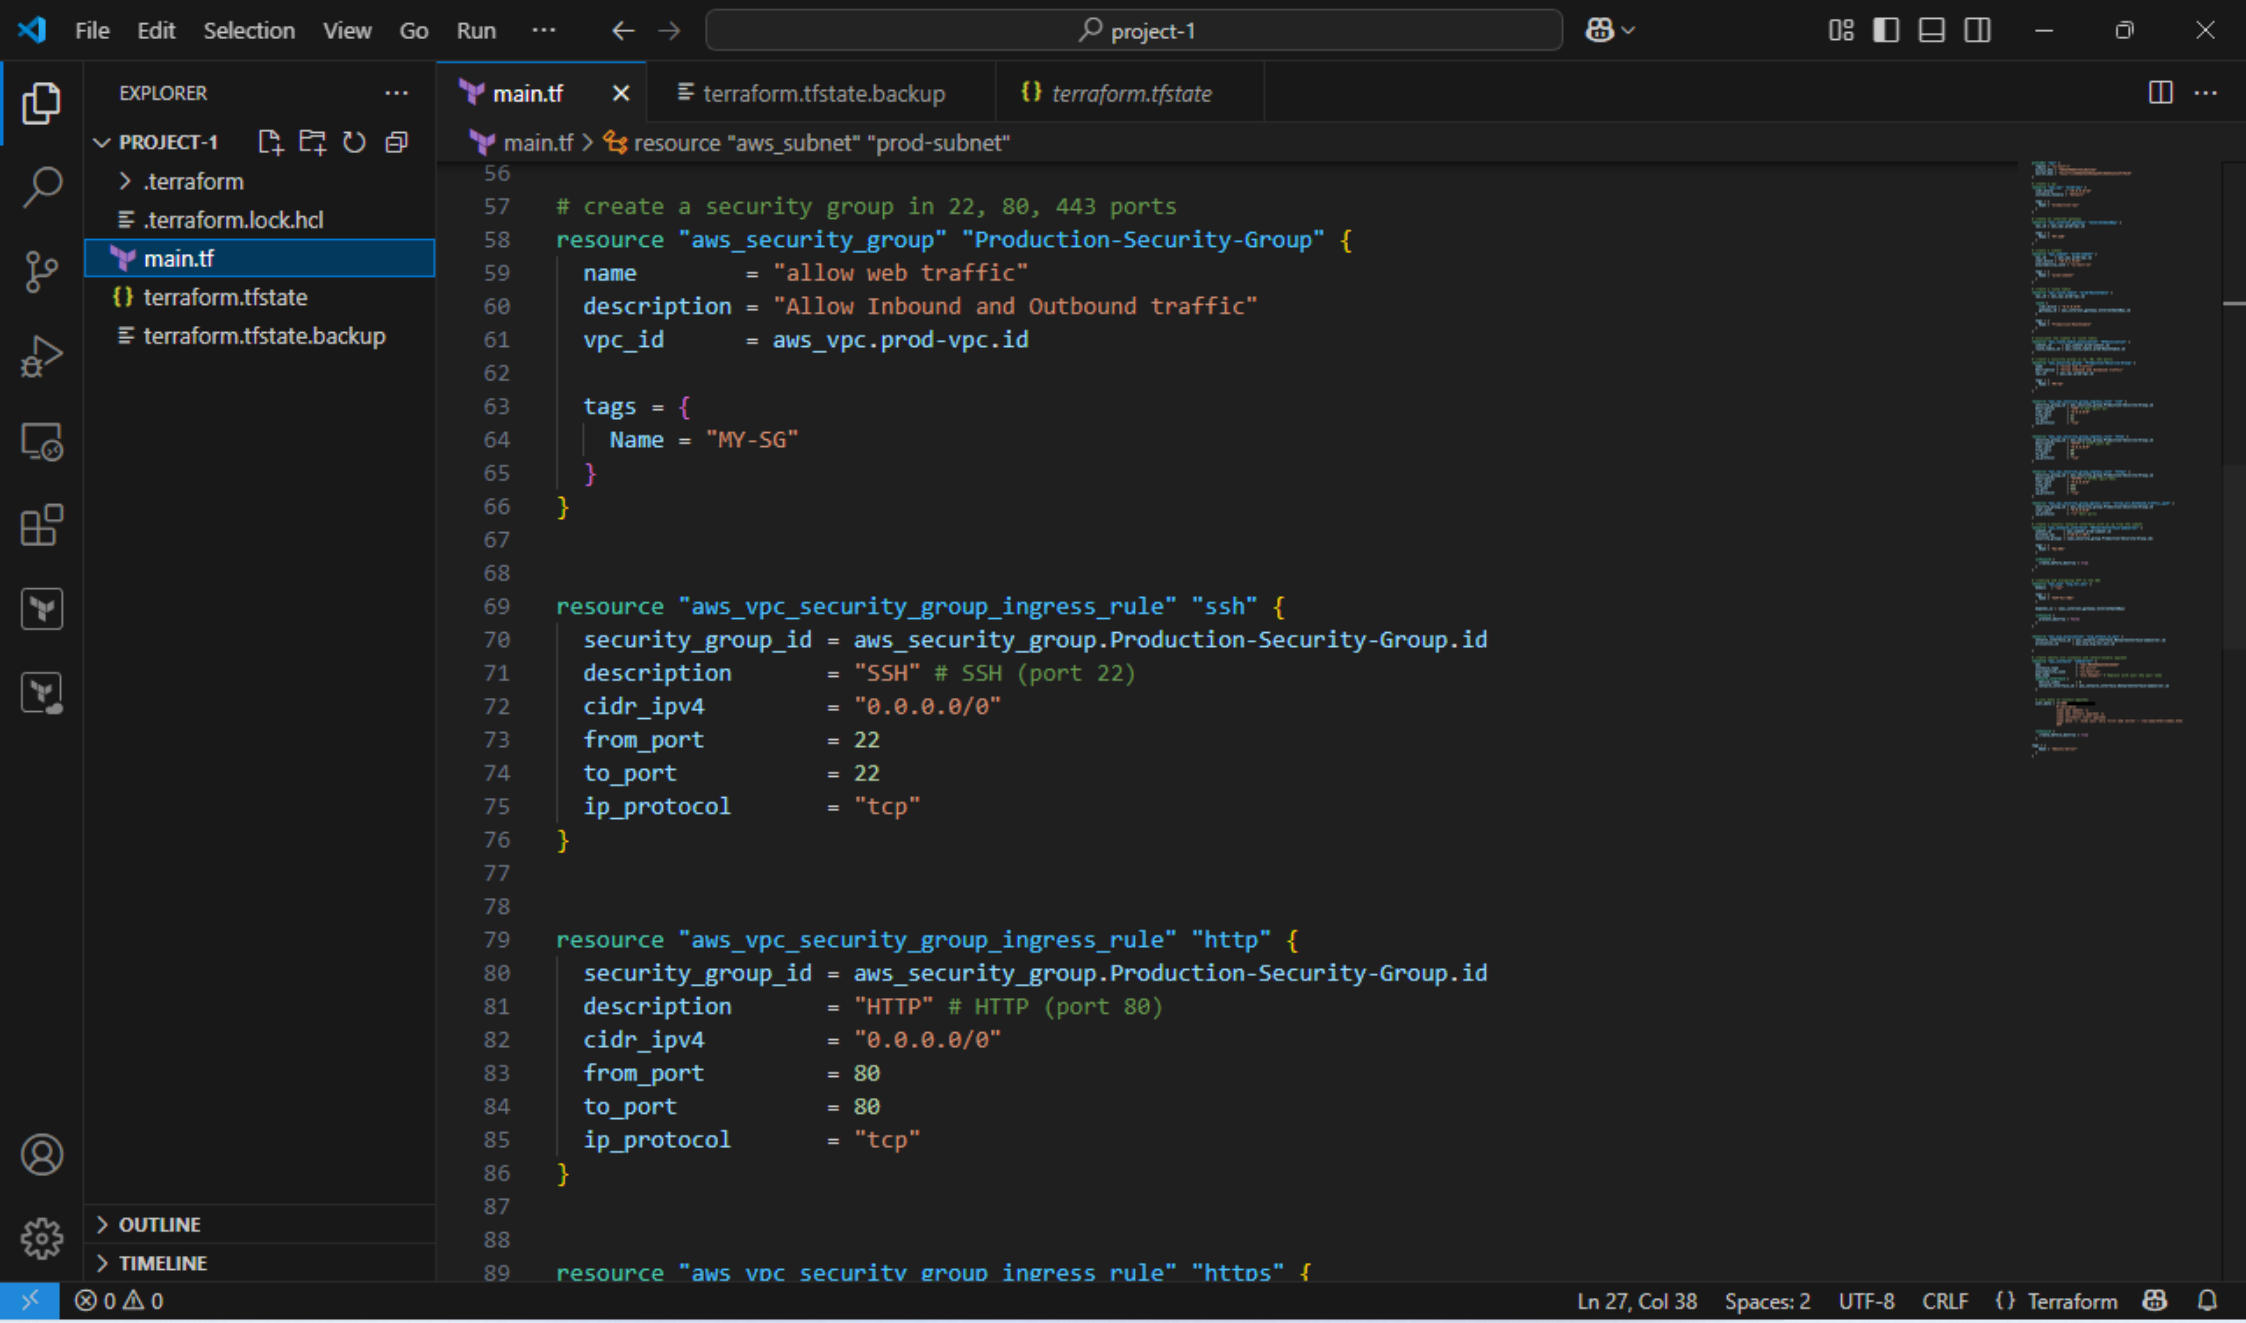 File Edit Selection View Go Run ··· project-1
EXPLORER
PROJECT-1
.terraform
.terraform.lock.hcl
main.tf
terraform.tfstate
terraform.tfstate.backup
OUTLINE
TIMELINE
main.tf terraform.tfstate.backup terraform.tfstate
main.tf > resource "aws_subnet" "prod-subnet"
56
57 # create a security group in 22, 80, 443 ports
58 resource "aws_security_group" "Production-Security-Group" {
59   name        = "allow web traffic"
60   description = "Allow Inbound and Outbound traffic"
61   vpc_id      = aws_vpc.prod-vpc.id
62
63   tags = {
64     Name = "MY-SG"
65   }
66 }
67
68
69 resource "aws_vpc_security_group_ingress_rule" "ssh" {
70   security_group_id = aws_security_group.Production-Security-Group.id
71   description       = "SSH" # SSH (port 22)
72   cidr_ipv4         = "0.0.0.0/0"
73   from_port         = 22
74   to_port           = 22
75   ip_protocol       = "tcp"
76 }
77
78
79 resource "aws_vpc_security_group_ingress_rule" "http" {
80   security_group_id = aws_security_group.Production-Security-Group.id
81   description       = "HTTP" # HTTP (port 80)
82   cidr_ipv4         = "0.0.0.0/0"
83   from_port         = 80
84   to_port           = 80
85   ip_protocol       = "tcp"
86 }
87
88
89 resource "aws_vpc_security_group_ingress_rule" "https" {
0 0 Ln 27, Col 38 Spaces: 2 UTF-8 CRLF {} Terraform